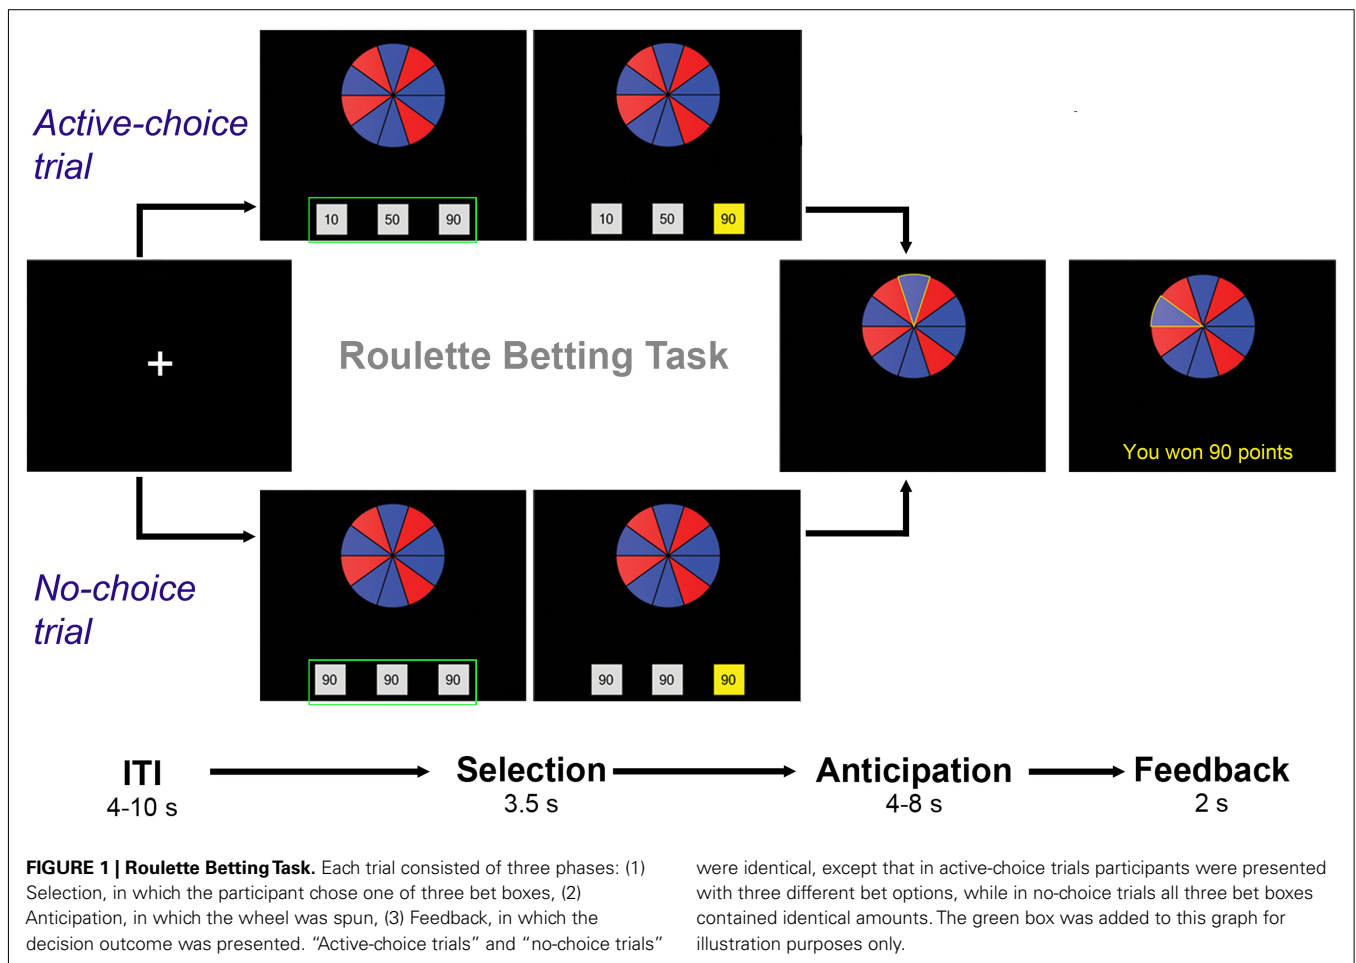 Active-choice
trial
10 50 90
10 50 90
+
Roulette Betting Task
You won 90 points
No-choice
trial
90 90 90
90 90 90
ITI
4-10 s
Selection
3.5 s
Anticipation
4-8 s
Feedback
2 s
FIGURE 1 | Roulette Betting Task. Each trial consisted of three phases: (1)
Selection, in which the participant chose one of three bet boxes, (2)
Anticipation, in which the wheel was spun, (3) Feedback, in which the
decision outcome was presented. “Active-choice trials” and “no-choice trials”
were identical, except that in active-choice trials participants were presented
with three different bet options, while in no-choice trials all three bet boxes
contained identical amounts. The green box was added to this graph for
illustration purposes only.